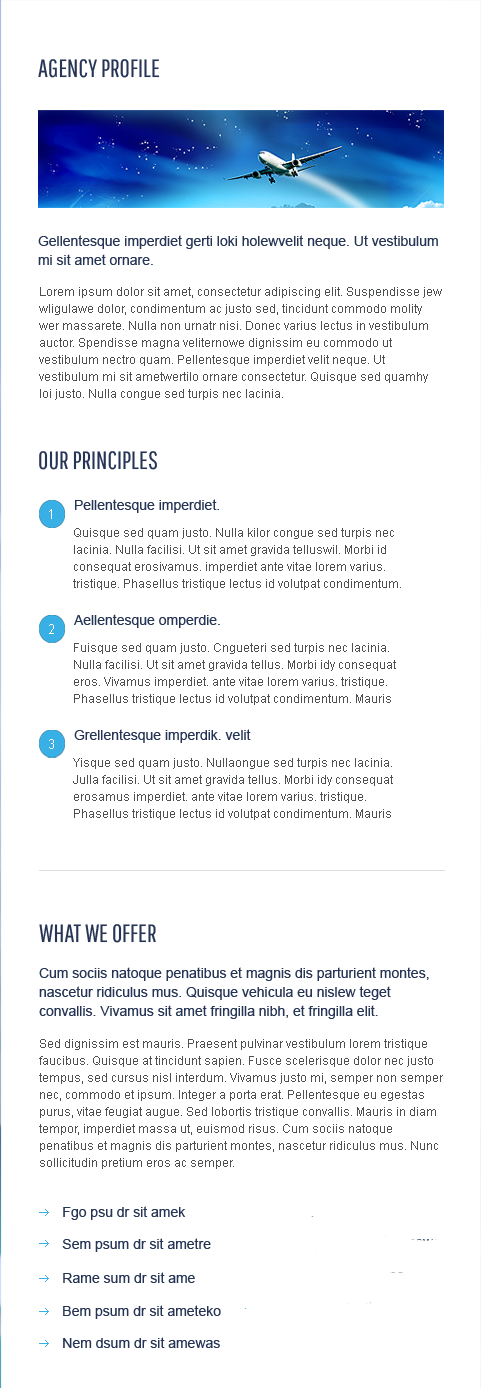 AGENCY PROFILE
Gellentesque imperdiet gerti loki holewvelit neque. Ut vestibulum
mi sit amet ornare.
Lorem ipsum dolor sit amet, consectetur adipiscing elit. Suspendisse jew
wligulawe dolor, condimentum ac justo sed, tincidunt commodo molity
wer massarete. Nulla non urnatr nisi. Donec varius lectus in vestibulum
auctor. Spendisse magna veliternowe dignissim eu commodo ut
vestibulum nectro quam. Pellentesque imperdiet velit neque. Ut
vestibulum mi sit ametwertilo ornare consectetur. Quisque sed quamhy
loi justo. Nulla congue sed turpis nec lacinia.
OUR PRINCIPLES
1 Pellentesque imperdiet.
Quisque sed quam justo. Nulla kilor congue sed turpis nec
lacinia. Nulla facilisi. Ut sit amet gravida telluswil. Morbi id
consequat erosivamus. imperdiet ante vitae lorem varius.
tristique. Phasellus tristique lectus id volutpat condimentum.
2 Aellentesque omperdie.
Fuisque sed quam justo. Cngueteri sed turpis nec lacinia.
Nulla facilisi. Ut sit amet gravida tellus. Morbi idy consequat
eros. Vivamus imperdiet. ante vitae lorem varius. tristique.
Phasellus tristique lectus id volutpat condimentum. Mauris
3 Grellentesque imperdik. velit
Yisque sed quam justo. Nullaongue sed turpis nec lacinia.
Julla facilisi. Ut sit amet gravida tellus. Morbi idy consequat
erosamus imperdiet. ante vitae lorem varius. tristique.
Phasellus tristique lectus id volutpat condimentum. Mauris
WHAT WE OFFER
Cum sociis natoque penatibus et magnis dis parturient montes,
nascetur ridiculus mus. Quisque vehicula eu nislew teget
convallis. Vivamus sit amet fringilla nibh, et fringilla elit.
Sed dignissim est mauris. Praesent pulvinar vestibulum lorem tristique
faucibus. Quisque at tincidunt sapien. Fusce scelerisque dolor nec justo
tempus, sed cursus nisl interdum. Vivamus justo mi, semper non semper
nec, commodo et ipsum. Integer a porta erat. Pellentesque eu egestas
purus, vitae feugiat augue. Sed lobortis tristique convallis. Mauris in diam
tempor, imperdiet massa ut, euismod risus. Cum sociis natoque
penatibus et magnis dis parturient montes, nascetur ridiculus mus. Nunc
sollicitudin pretium eros ac semper.
Fgo psu dr sit amek
Sem psum dr sit ametre
Rame sum dr sit ame
Bem psum dr sit ameteko
Nem dsum dr sit amewas